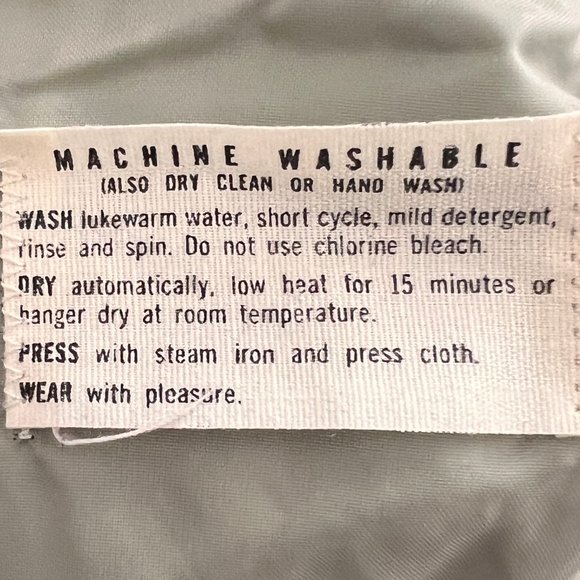 MACHINE WASHABLE
(ALSO DRY CLEAN OR HAND WASH)
WASH lukewarm water, short cycle, mild detergent,
rinse and spin. Do not use chlorine bleach.
DRY automatically, low heat for 15 minutes or
hanger dry at room temperature.
PRESS with steam iron and press cloth.
WEAR with pleasure.